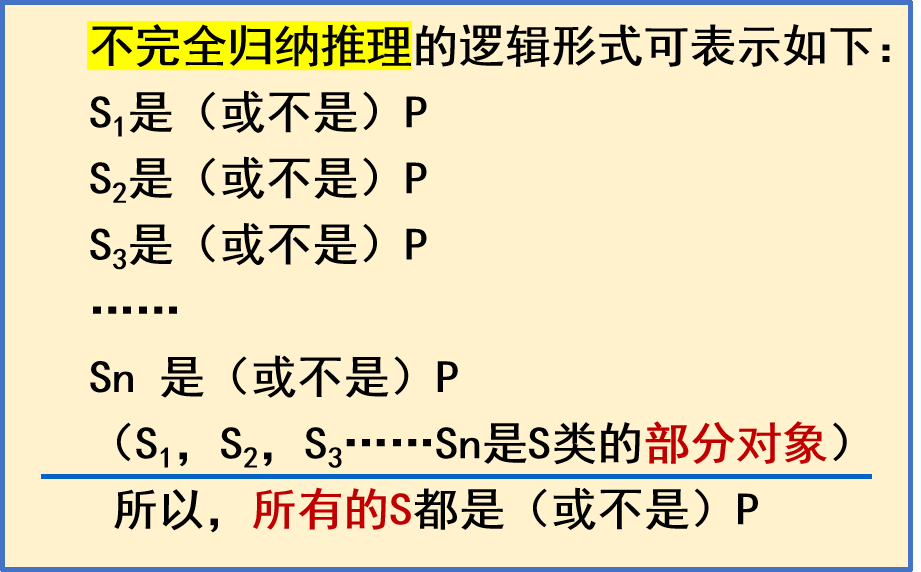 不完全归纳推理的逻辑形式可表示如下：
S₁是（或不是）P
S₂是（或不是）P
S₃是（或不是）P
……
Sn 是（或不是）P
（S₁，S₂，S₃……Sn是S类的部分对象）
所以，所有的S都是（或不是）P